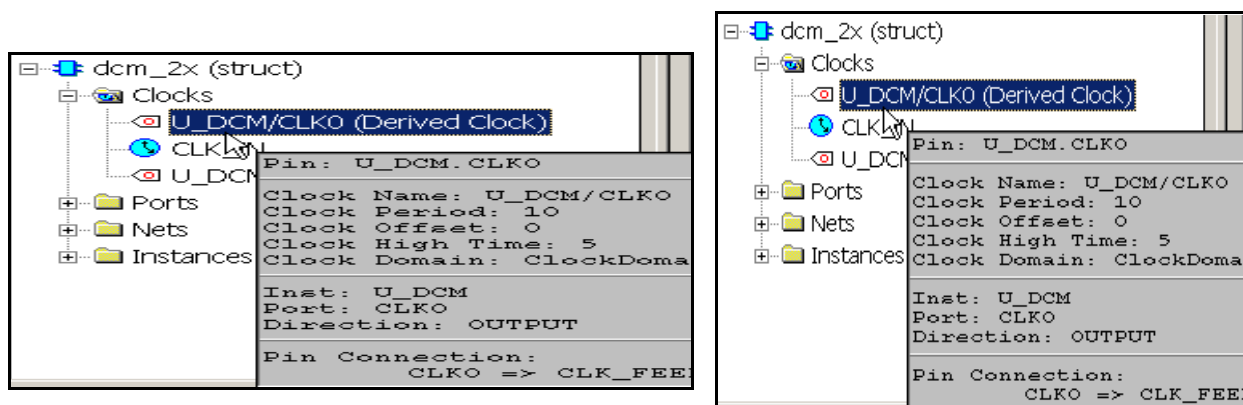 dcm_2x (struct)
Clocks
U_DCM/CLK0 (Derived Clock)
Pin: U_DCM.CLK0
Clock Name: U_DCM/CLK0
Clock Period: 10
Clock Offset: 0
Clock High Time: 5
Clock Domain: ClockDoma
Inst: U_DCM
Port: CLK0
Direction: OUTPUT
Pin Connection:
CLK0 => CLK_FEE
Ports
Nets
Instances
dcm_2x (struct)
Clocks
U_DCM/CLK0 (Derived Clock)
Pin: U_DCM.CLK0
Clock Name: U_DCM/CLK0
Clock Period: 10
Clock Offset: 0
Clock High Time: 5
Clock Domain: ClockDoma
Inst: U_DCM
Port: CLK0
Direction: OUTPUT
Pin Connection:
CLK0 => CLK_FEE
Ports
Nets
Instances